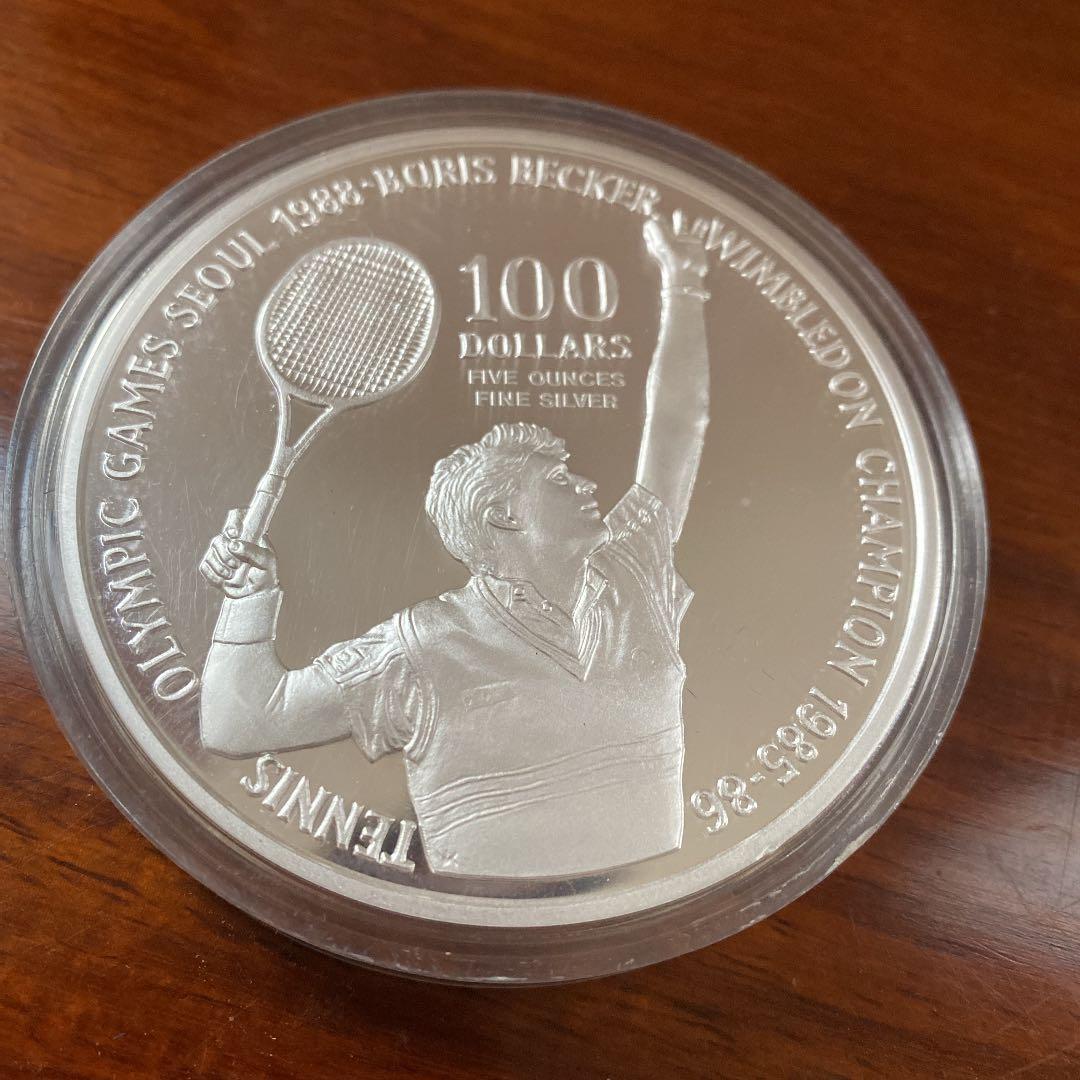 TENNIS OLYMPIC GAMES-SEOUL 1988-BORIS BECKER WIMBLEDON CHAMPION 1985-86
100
DOLLARS
FIVE OUNCES
FINE SILVER